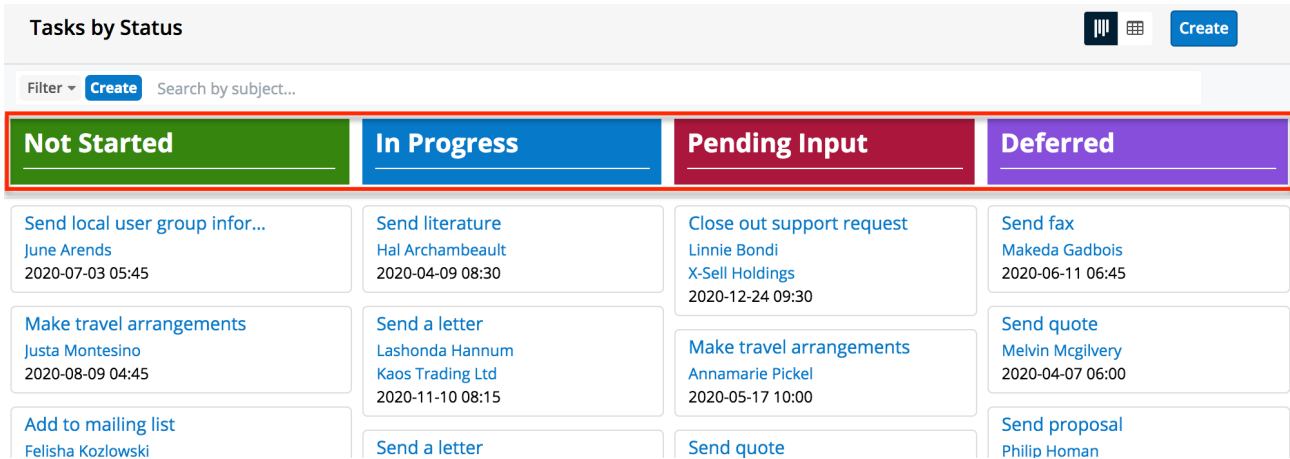 Tasks by Status
Create
Filter
Create
Search by subject...
Not Started
In Progress
Pending Input
Deferred
Send local user group infor...
June Arends
2020-07-03 05:45
Make travel arrangements
Justa Montesino
2020-08-09 04:45
Add to mailing list
Felisha Kozlowski
Send literature
Hal Archambeault
2020-04-09 08:30
Send a letter
Lashonda Hannum
Kaos Trading Ltd
2020-11-10 08:15
Send a letter
Close out support request
Linnie Bondi
X-Sell Holdings
2020-12-24 09:30
Make travel arrangements
Annamarie Pickel
2020-05-17 10:00
Send quote
Send fax
Makeda Gadbois
2020-06-11 06:45
Send quote
Melvin Mcgilvery
2020-04-07 06:00
Send proposal
Philip Homan